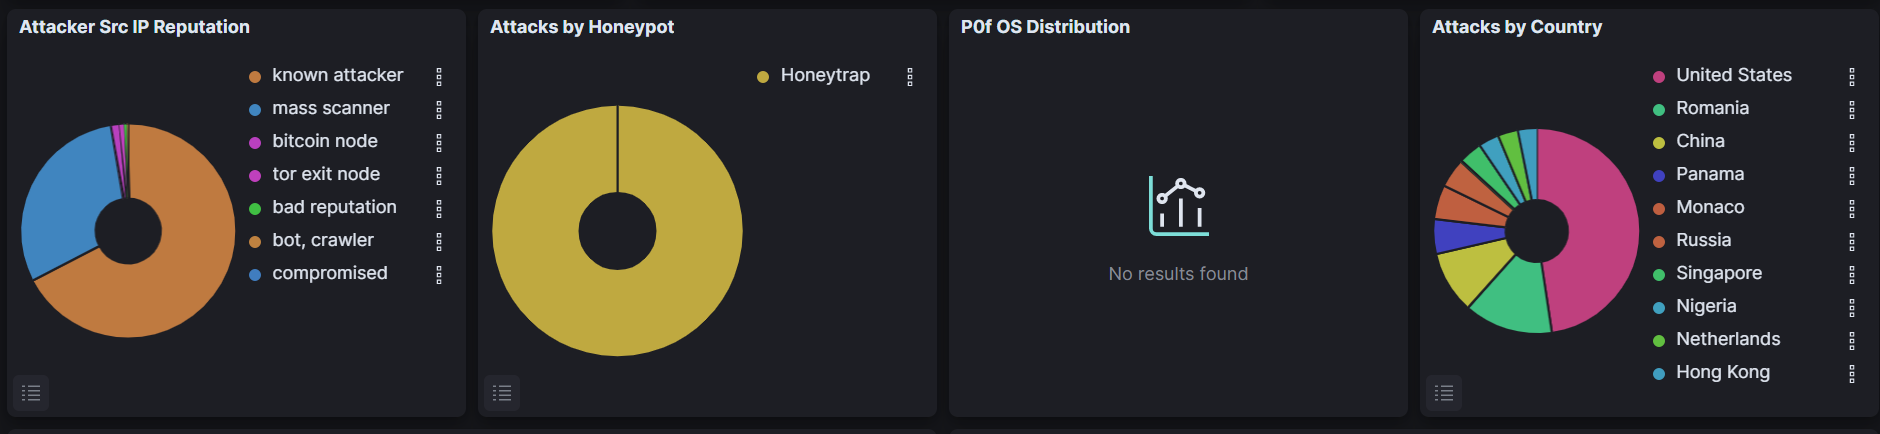 Attacker Src IP Reputation
known attacker
mass scanner
bitcoin node
tor exit node
bad reputation
bot, crawler
compromised
Attacks by Honeypot
Honeytrap
P0f OS Distribution
No results found
Attacks by Country
United States
Romania
China
Panama
Monaco
Russia
Singapore
Nigeria
Netherlands
Hong Kong